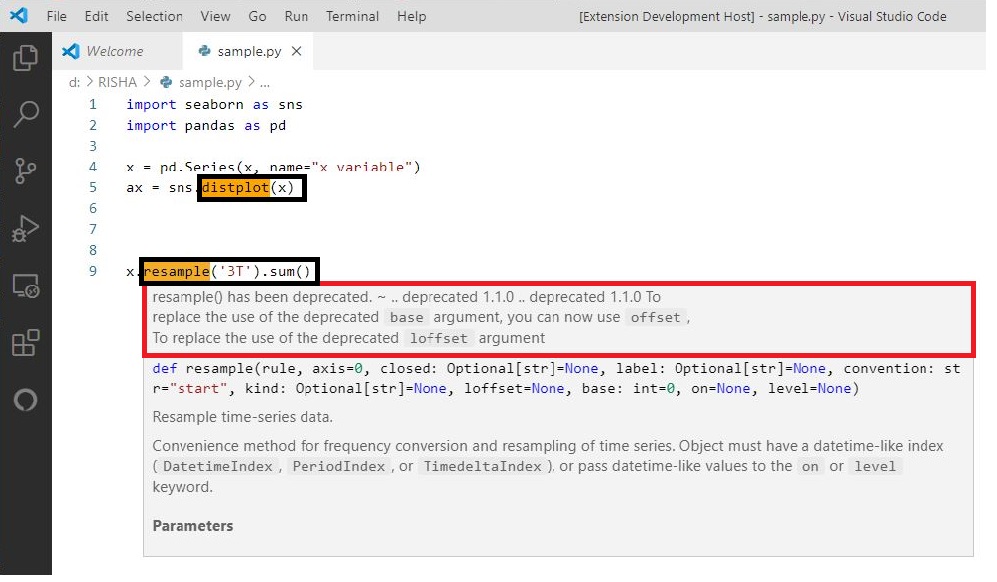 File Edit Selection View Go Run Terminal Help [Extension Development Host] - sample.py - Visual Studio Code
Welcome sample.py
d: > RISHA > sample.py > ...
1 import seaborn as sns
2 import pandas as pd
3
4 x = pd.Series(x, name="x variable")
5 ax = sns.distplot(x)
6
7
8
9 x.resample('3T').sum()
resample() has been deprecated. ~ .. deprecated 1.1.0 .. deprecated 1.1.0 To
replace the use of the deprecated base argument, you can now use offset,
To replace the use of the deprecated loffset argument
def resample(rule, axis=0, closed: Optional[str]=None, label: Optional[str]=None, convention: st
r="start", kind: Optional[str]=None, loffset=None, base: int=0, on=None, level=None)
Resample time-series data.
Convenience method for frequency conversion and resampling of time series. Object must have a datetime-like index
(DatetimeIndex, PeriodIndex, or TimedeltaIndex), or pass datetime-like values to the on or level
keyword.
Parameters